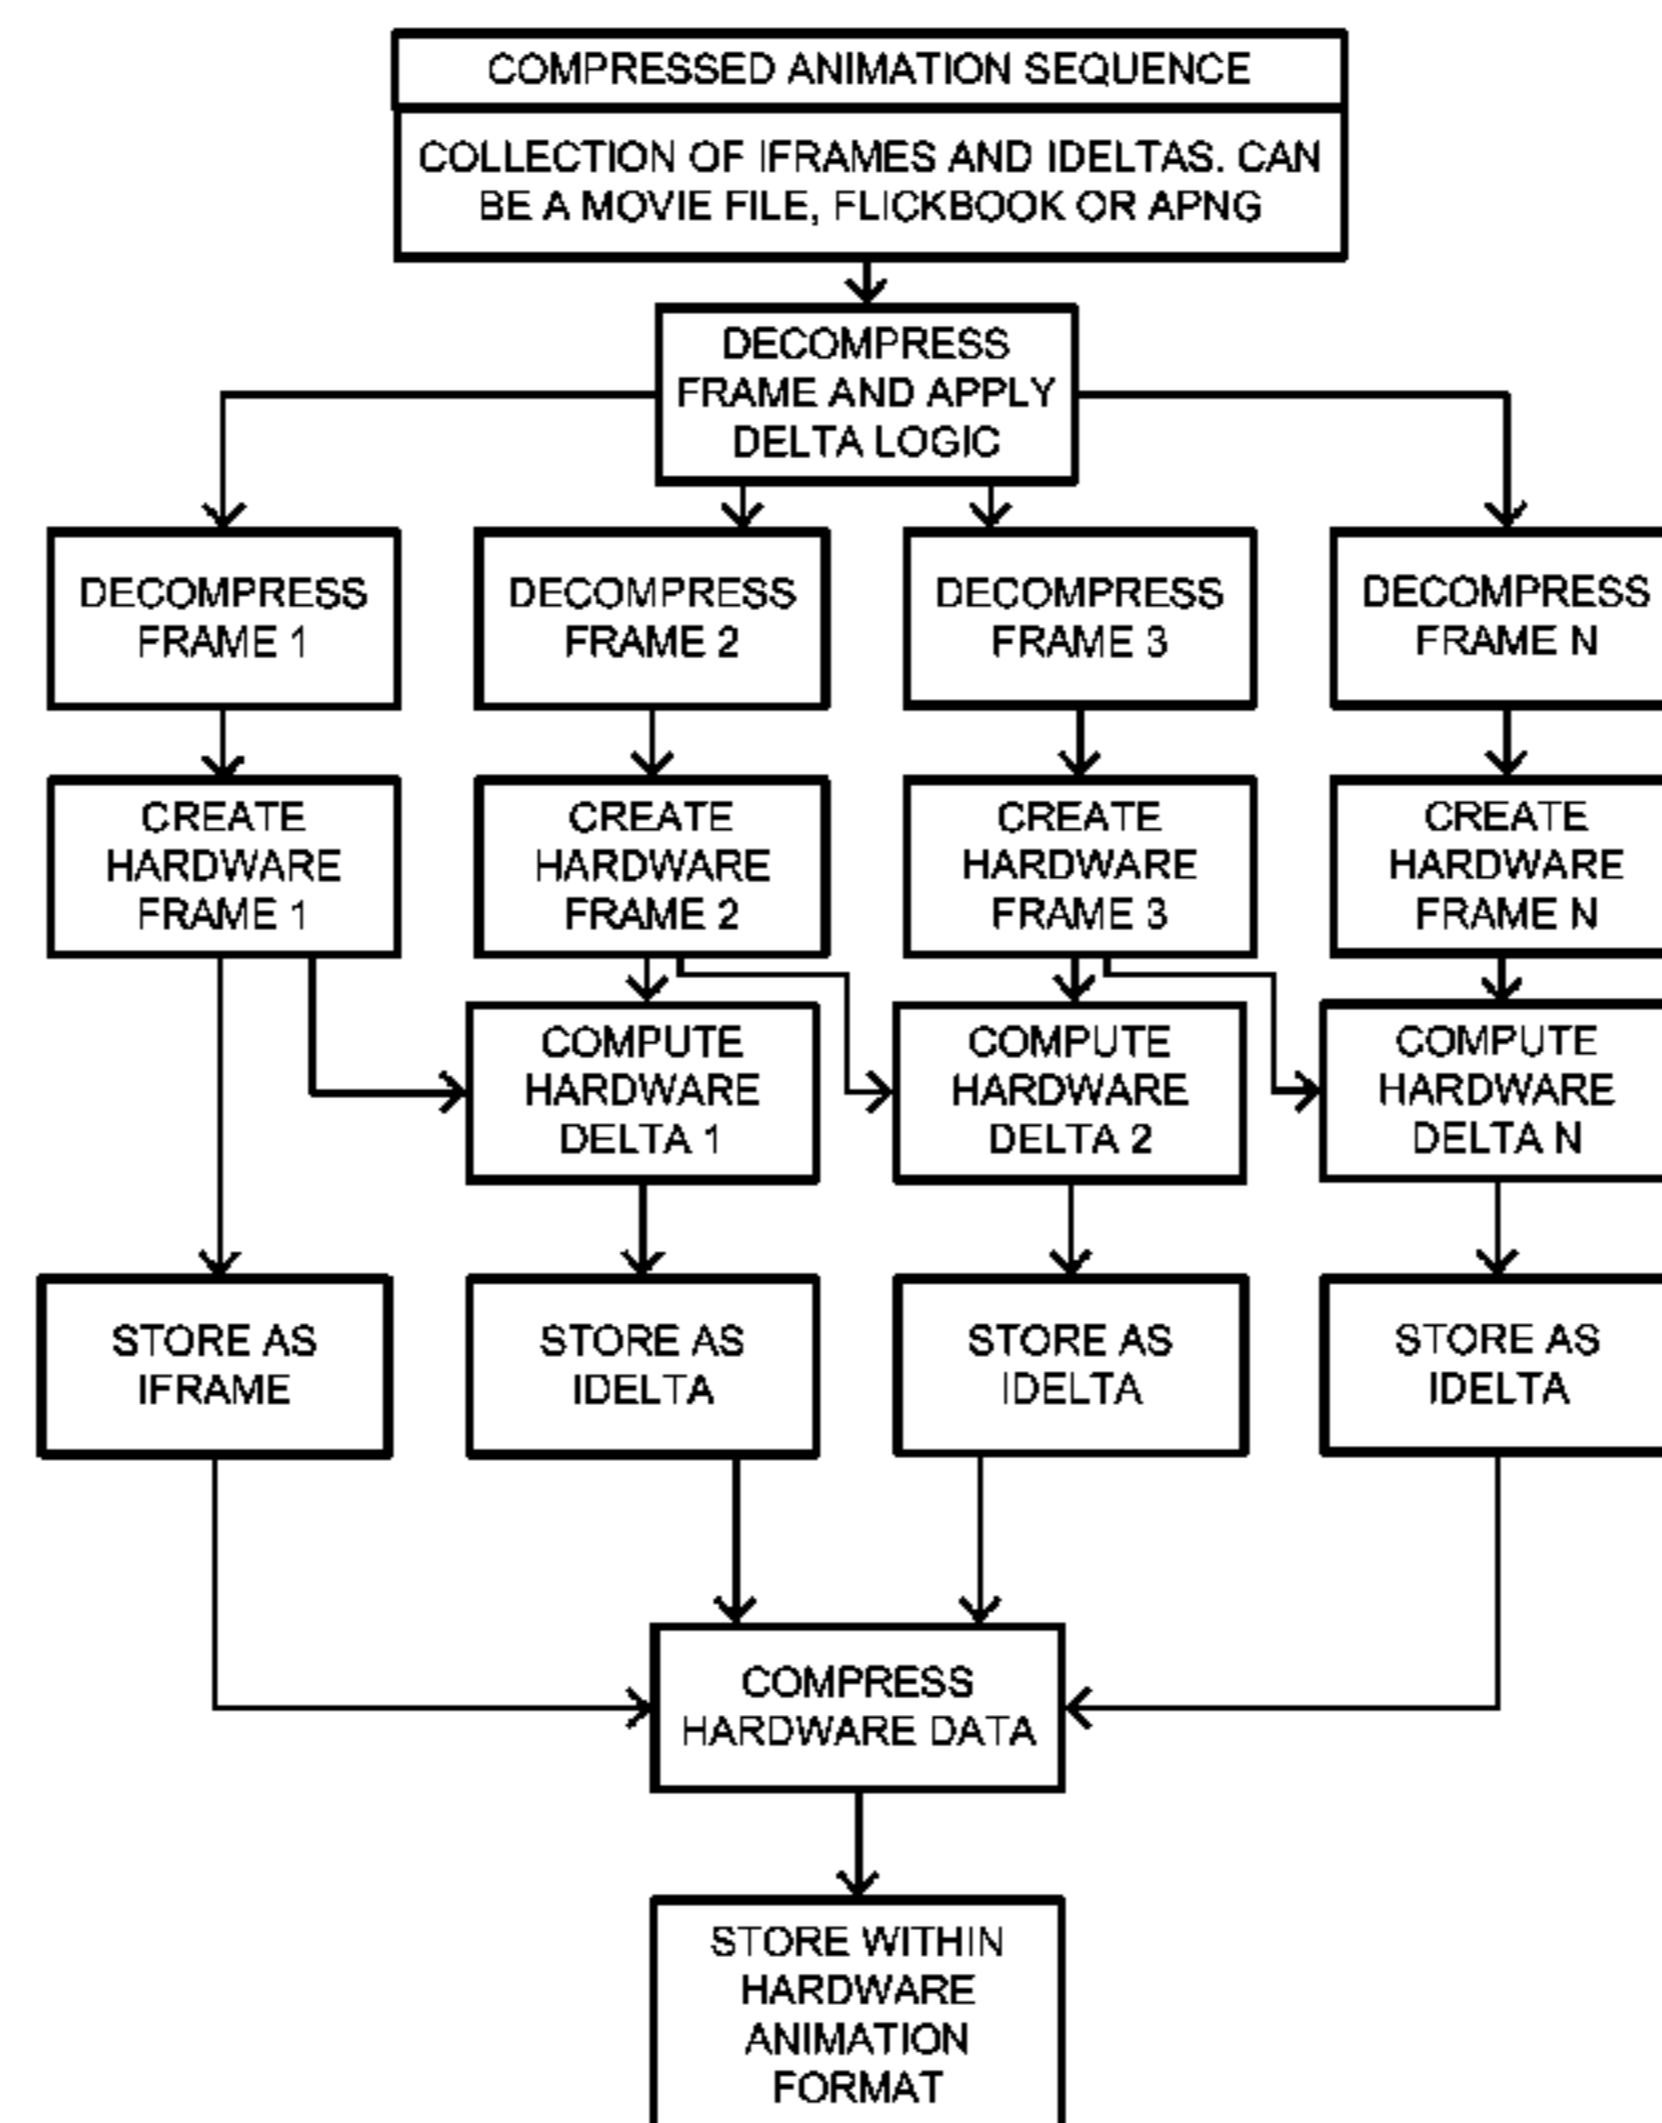 COMPRESSED ANIMATION SEQUENCE
COLLECTION OF IFRAMES AND IDELTAS. CAN
BE A MOVIE FILE, FLICKBOOK OR APNG
DECOMPRESS
FRAME AND APPLY
DELTA LOGIC
DECOMPRESS
FRAME 1
DECOMPRESS
FRAME 2
DECOMPRESS
FRAME 3
DECOMPRESS
FRAME N
CREATE
HARDWARE
FRAME 1
CREATE
HARDWARE
FRAME 2
CREATE
HARDWARE
FRAME 3
CREATE
HARDWARE
FRAME N
COMPUTE
HARDWARE
DELTA 1
COMPUTE
HARDWARE
DELTA 2
COMPUTE
HARDWARE
DELTA N
STORE AS
IFRAME
STORE AS
IDELTA
STORE AS
IDELTA
STORE AS
IDELTA
COMPRESS
HARDWARE DATA
STORE WITHIN
HARDWARE
ANIMATION
FORMAT